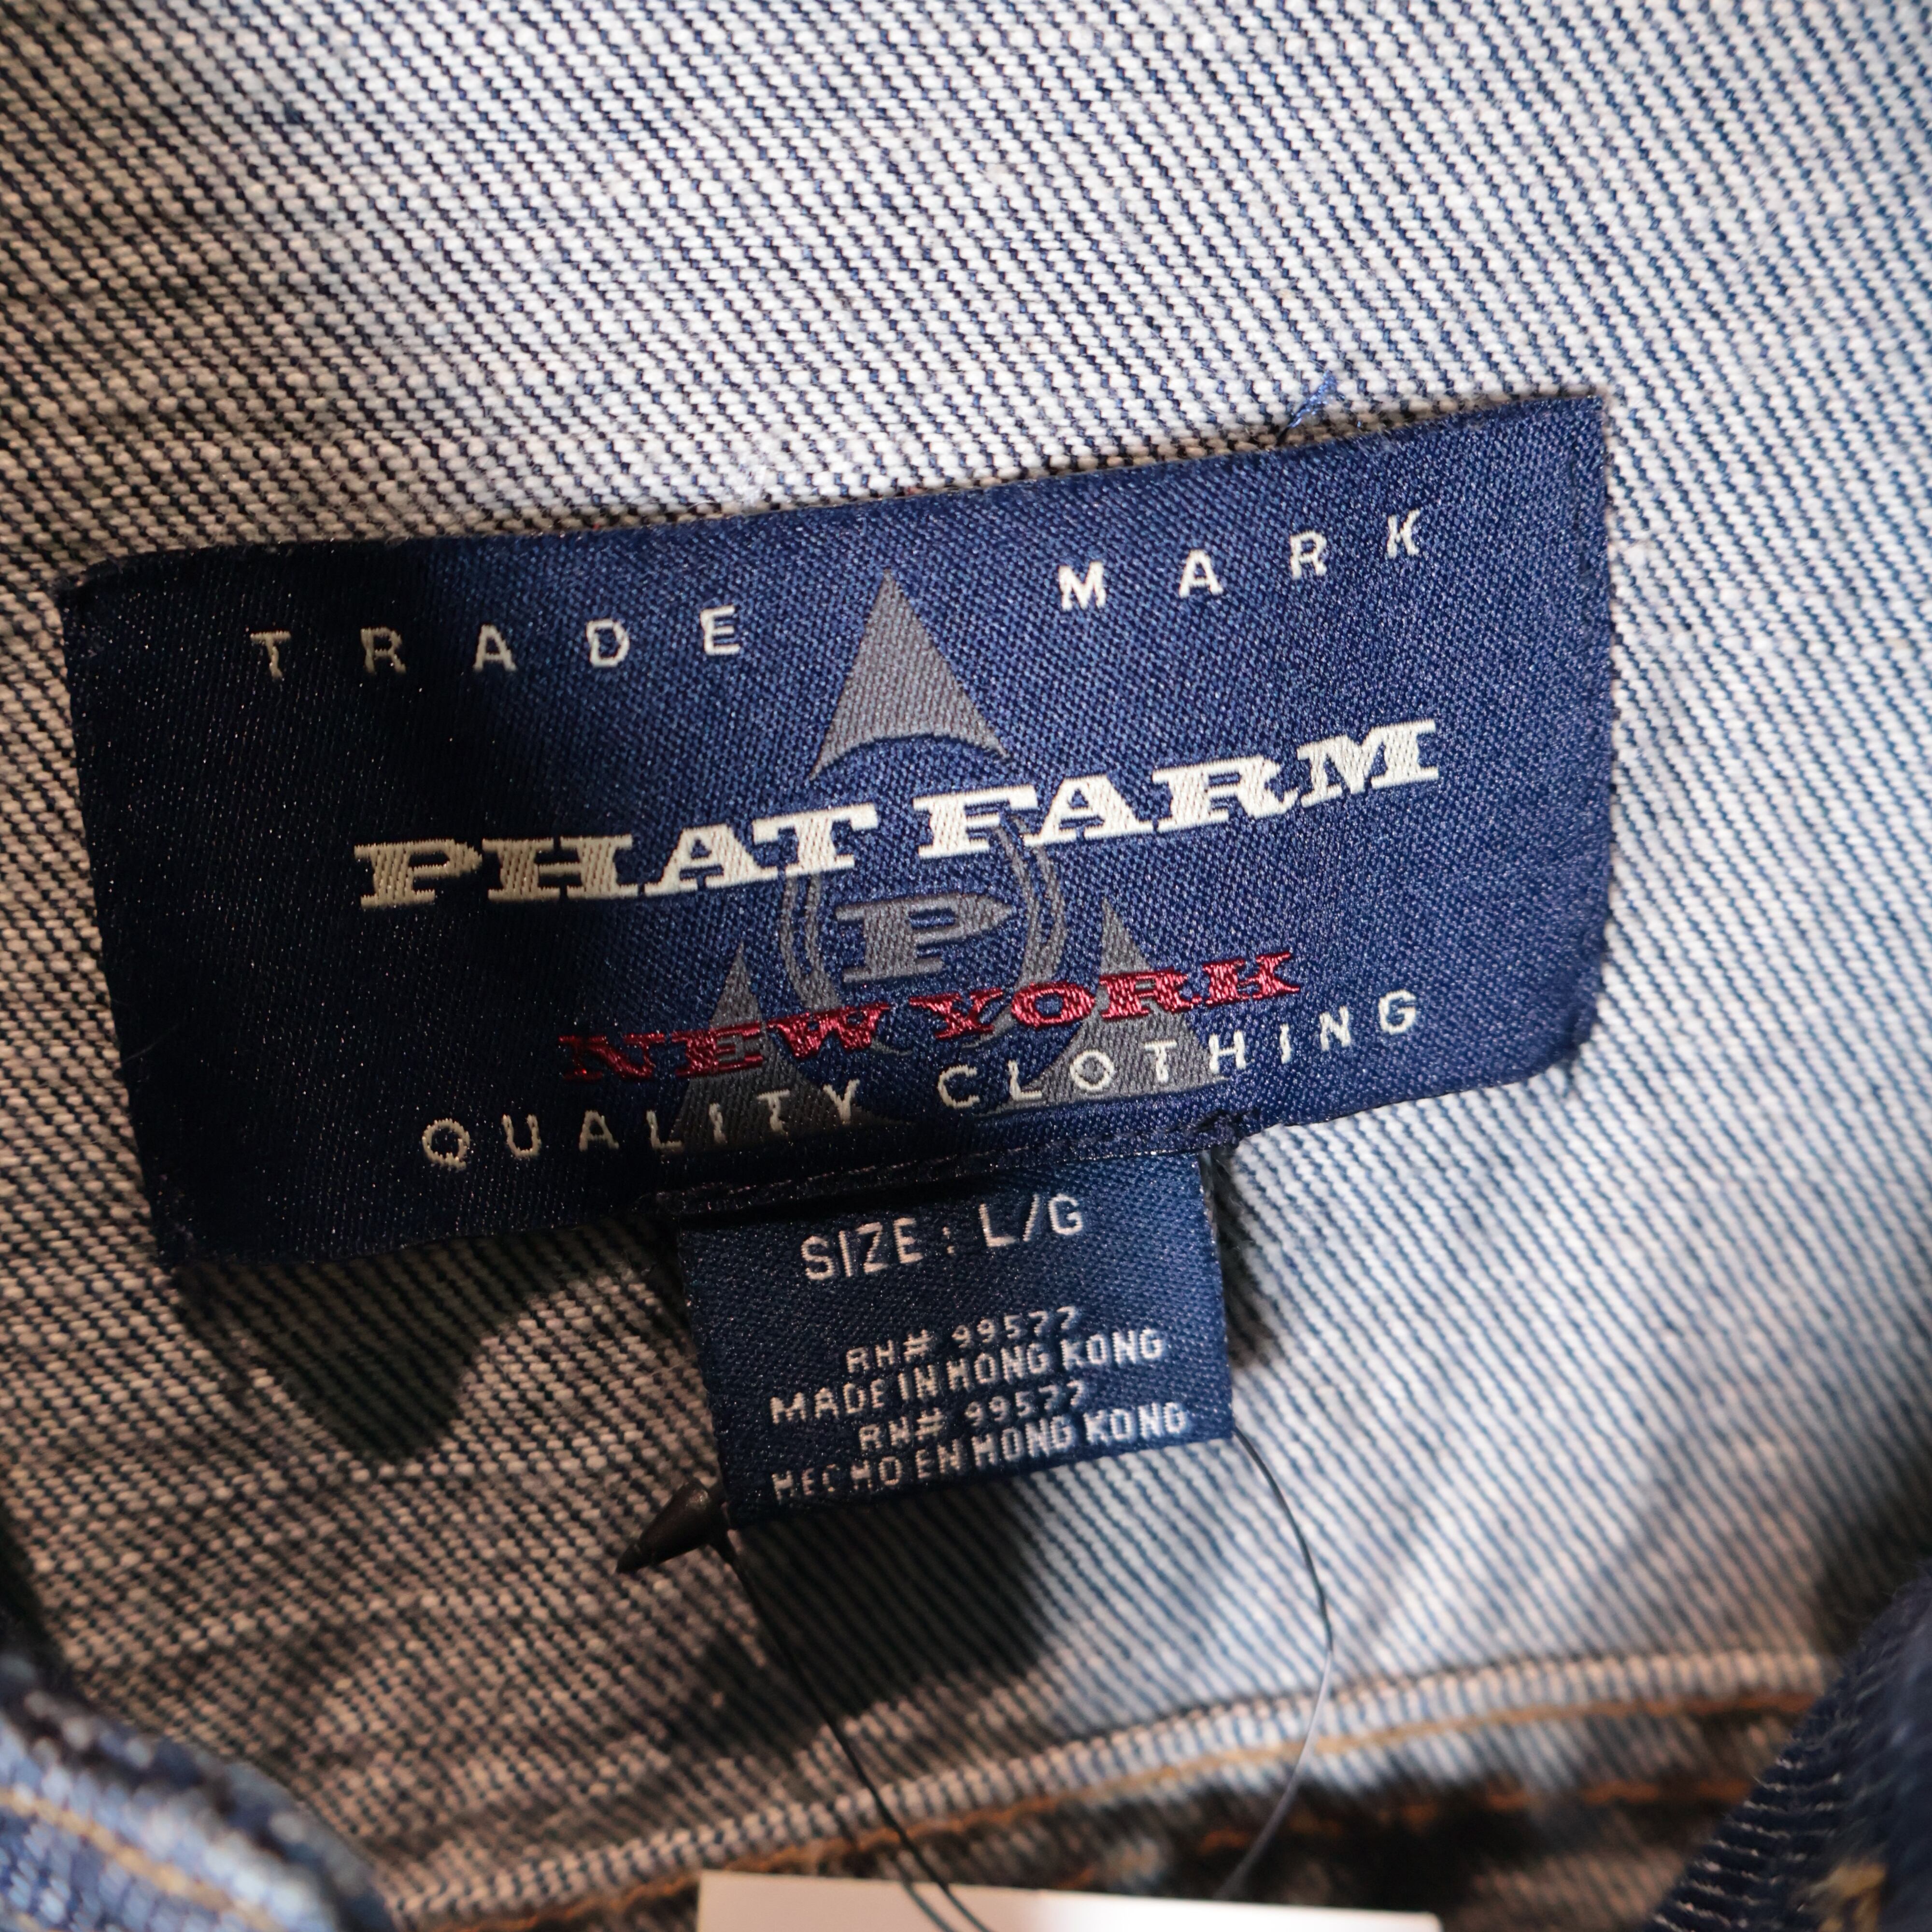 TRADE MARK
PHAT FARM
P
NEW YORK
QUALITY CLOTHING
SIZE: L/G
RN# 99577
MADE IN HONG KONG
RN# 99577
HECHO EN HONG KONG